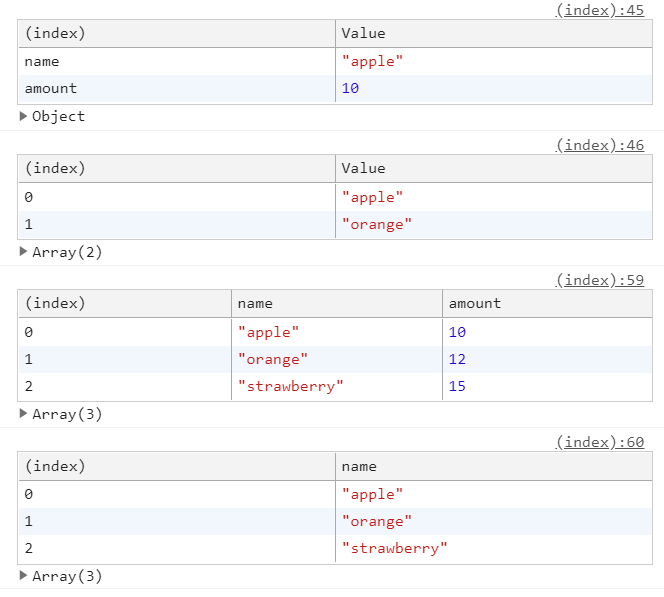 (index):45
(index) Value
name "apple"
amount 10
▶Object
(index):46
(index) Value
0 "apple"
1 "orange"
▶Array(2)
(index):59
(index) name amount
0 "apple" 10
1 "orange" 12
2 "strawberry" 15
▶Array(3)
(index):60
(index) name
0 "apple"
1 "orange"
2 "strawberry"
▶Array(3)